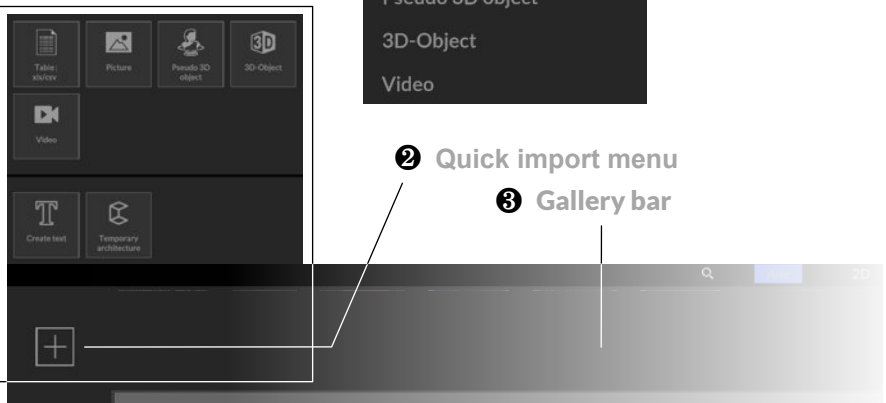 Pseudo 3D object
3D-Object
Video
Table:
xls/csv
Picture
Pseudo 3D
object
3D
3D-Object
Video
❷ Quick import menu
❸ Gallery bar
T
Create text
Temporary
architecture
2D